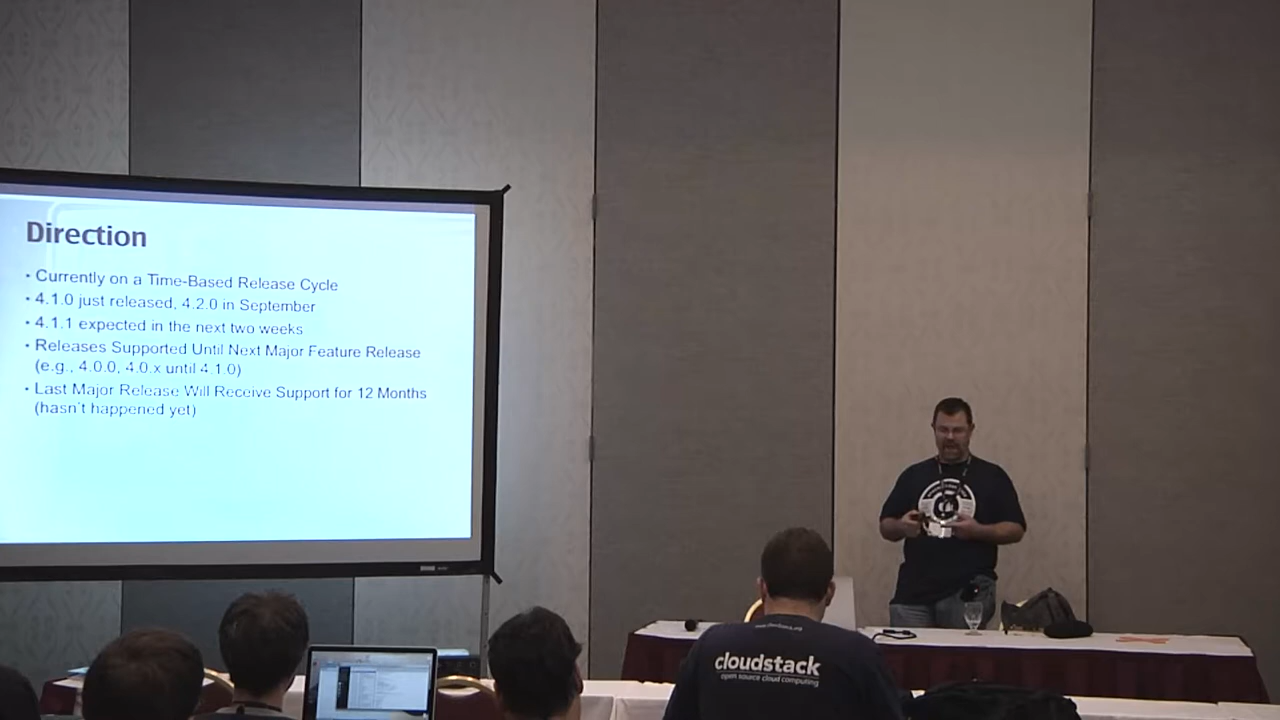 Direction
• Currently on a Time-Based Release Cycle
• 4.1.0 just released, 4.2.0 in September
• 4.1.1 expected in the next two weeks
• Releases Supported Until Next Major Feature Release
(e.g., 4.0.0, 4.0.x until 4.1.0)
• Last Major Release Will Receive Support for 12 Months
(hasn't happened yet)
cloudstack
open source cloud computing